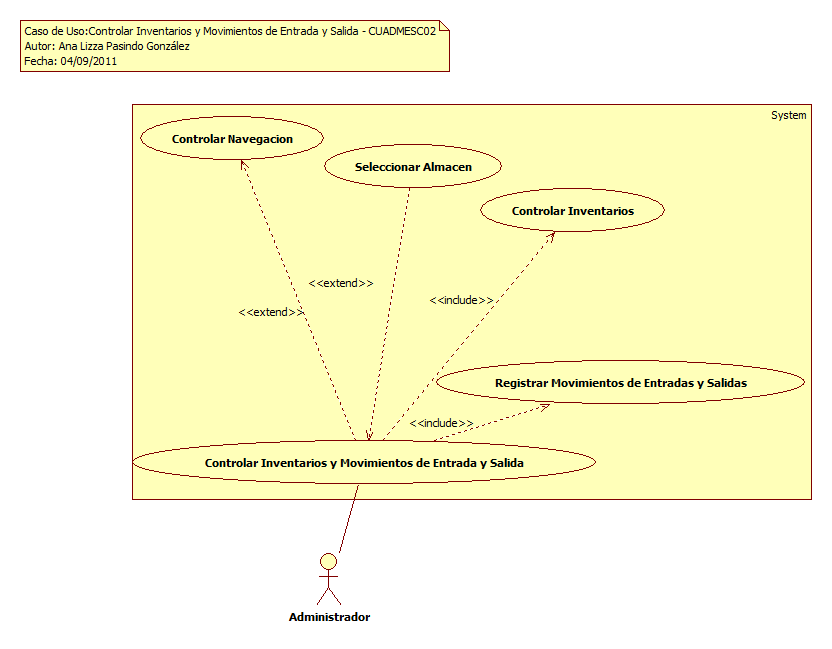 Caso de Uso:Controlar Inventarios y Movimientos de Entrada y Salida - CUADMESC02
Autor: Ana Lizza Pasindo González
Fecha: 04/09/2011
System
Controlar Navegacion
Seleccionar Almacen
Controlar Inventarios
<<extend>>
<<include>>
<<extend>>
Registrar Movimientos de Entradas y Salidas
<<include>>
Controlar Inventarios y Movimientos de Entrada y Salida
Administrador